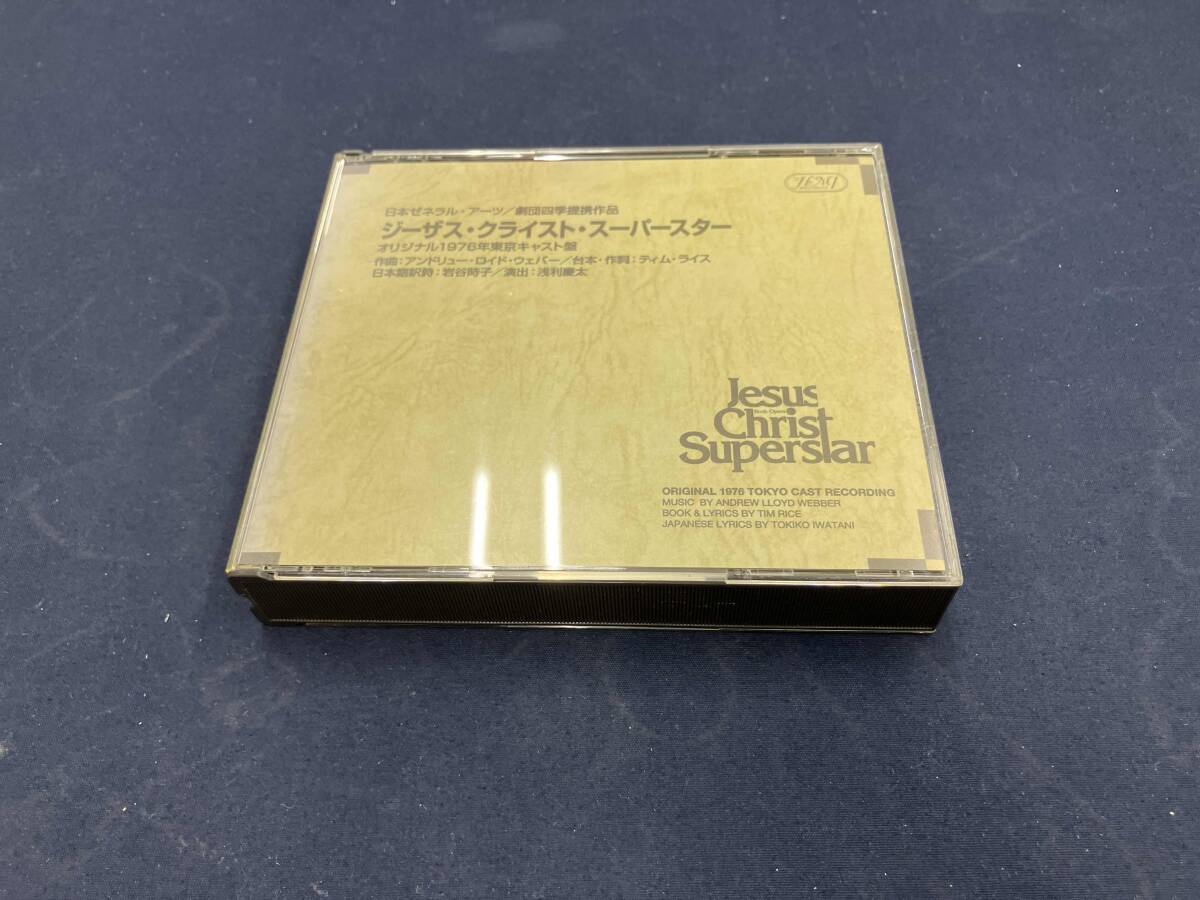 日本ゼネラル・アーツ／劇団四季提携作品
ジーザス・クライスト・スーパースター
オリジナル1976年東京キャスト盤
作曲：アンドリュー・ロイド・ウェバー／台本・作詞：ティム・ライス
日本語訳詩：岩谷時子／演出：浅利慶太
Jesus
Rock Opera
Christ
Superstar
ORIGINAL 1976 TOKYO CAST RECORDING
MUSIC BY ANDREW LLOYD WEBBER
BOOK & LYRICS BY TIM RICE
JAPANESE LYRICS BY TOKIKO IWATANI